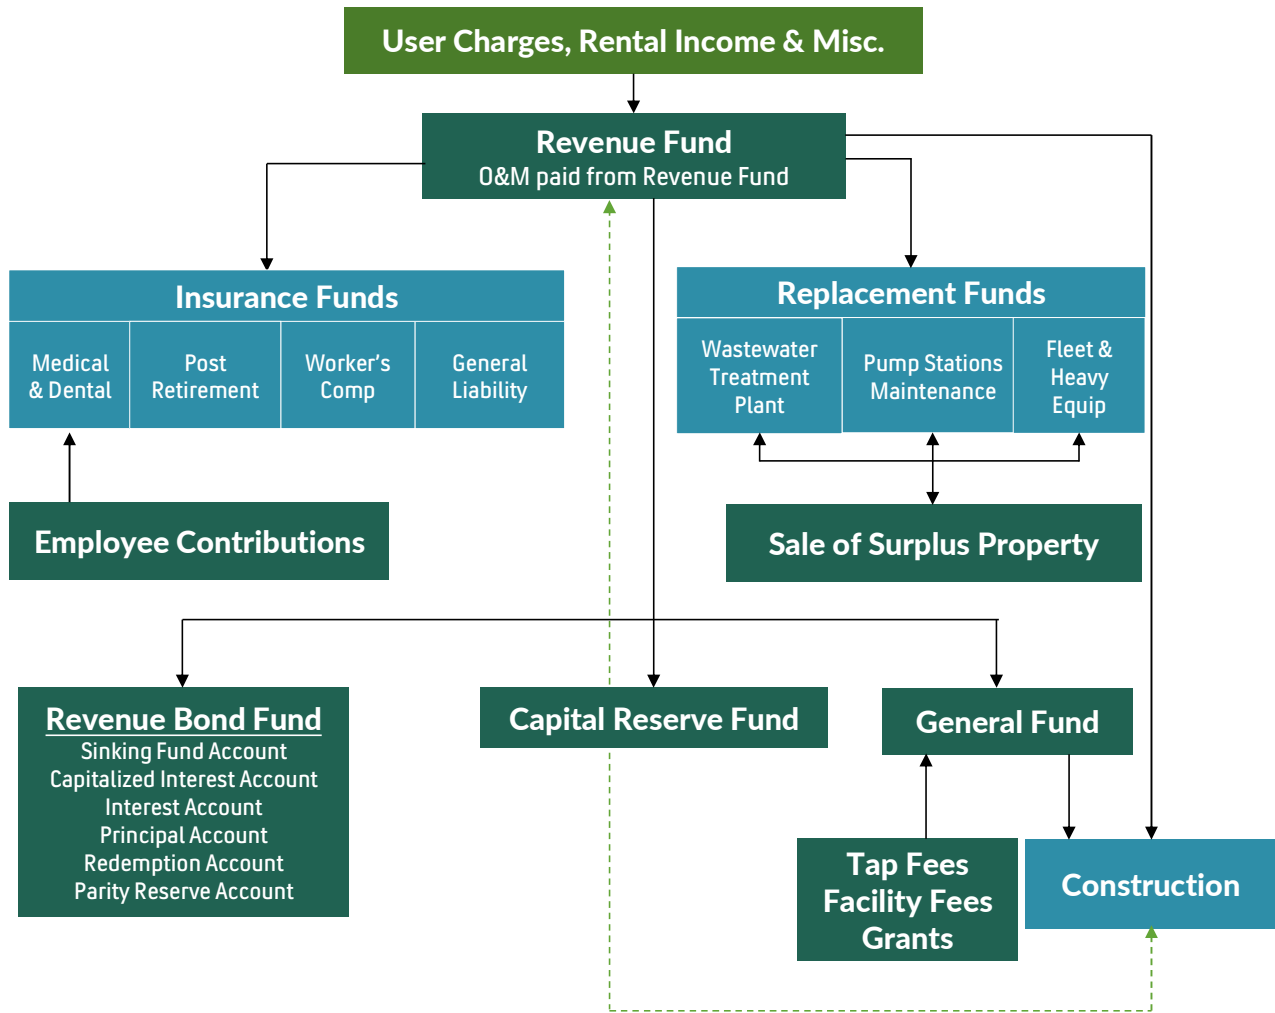 User Charges, Rental Income & Misc.
Revenue Fund
O&M paid from Revenue Fund
Insurance Funds
Medical
& Dental
Post
Retirement
Worker's
Comp
General
Liability
Replacement Funds
Wastewater
Treatment
Plant
Pump Stations
Maintenance
Fleet &
Heavy
Equip
Employee Contributions
Sale of Surplus Property
Revenue Bond Fund
Sinking Fund Account
Capitalized Interest Account
Interest Account
Principal Account
Redemption Account
Parity Reserve Account
Capital Reserve Fund
General Fund
Tap Fees
Facility Fees
Grants
Construction